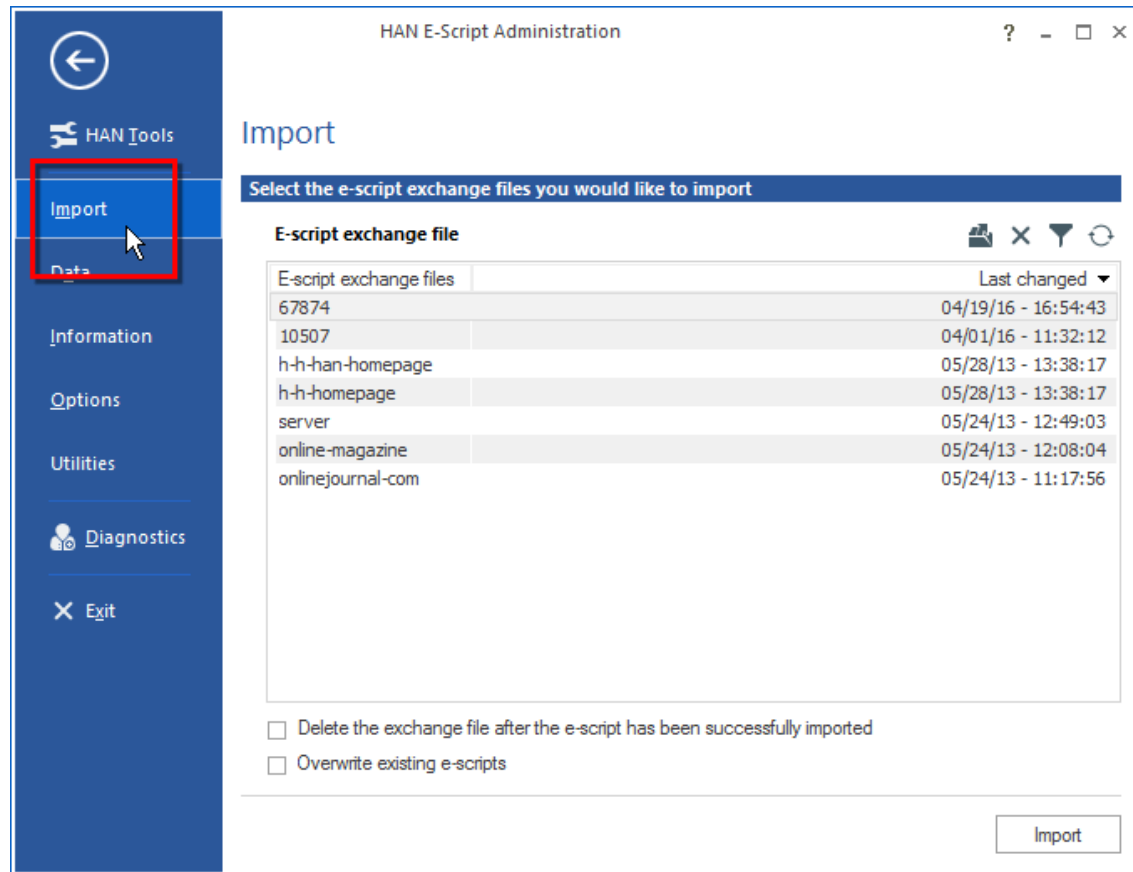 HAN E-Script Administration
?
HAN Tools
Import
Import
Data
Information
Options
Utilities
Diagnostics
Exit
Select the e-script exchange files you would like to import
E-script exchange file
E-script exchange files Last changed
67874 04/19/16 - 16:54:43
10507 04/01/16 - 11:32:12
h-h-han-homepage 05/28/13 - 13:38:17
h-h-homepage 05/28/13 - 13:38:17
server 05/24/13 - 12:49:03
online-magazine 05/24/13 - 12:08:04
onlinejournal-com 05/24/13 - 11:17:56
Delete the exchange file after the e-script has been successfully imported
Overwrite existing e-scripts
Import